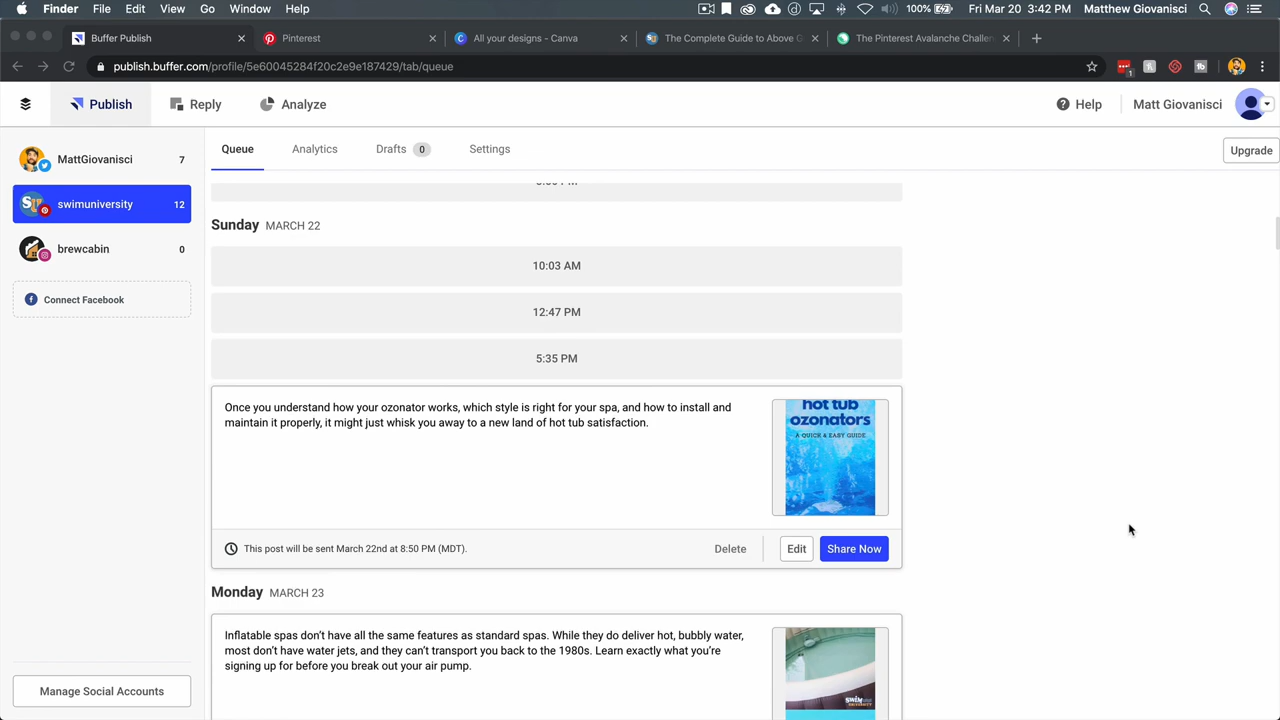 Finder File Edit View Go Window Help 100% Fri Mar 20 3:42 PM Matthew Giovanisci
Buffer Publish Pinterest All your designs - Canva The Complete Guide to Above G The Pinterest Avalanche Challen
publish.buffer.com/profile/5e60045284f20c2e9e187429/tab/queue
1
Publish Reply Analyze Help Matt Giovanisci
MattGiovanisci 7
swimuniversity 12
brewcabin 0
Connect Facebook
Manage Social Accounts
Queue Analytics Drafts 0 Settings Upgrade
Sunday MARCH 22
10:03 AM
12:47 PM
5:35 PM
Once you understand how your ozonator works, which style is right for your spa, and how to install and
maintain it properly, it might just whisk you away to a new land of hot tub satisfaction.
hot tub
ozonators
A QUICK & EASY GUIDE
This post will be sent March 22nd at 8:50 PM (MDT). Delete Edit Share Now
Monday MARCH 23
Inflatable spas don't have all the same features as standard spas. While they do deliver hot, bubbly water,
most don't have water jets, and they can't transport you back to the 1980s. Learn exactly what you're
signing up for before you break out your air pump.
SWIM
UNIVERSITY